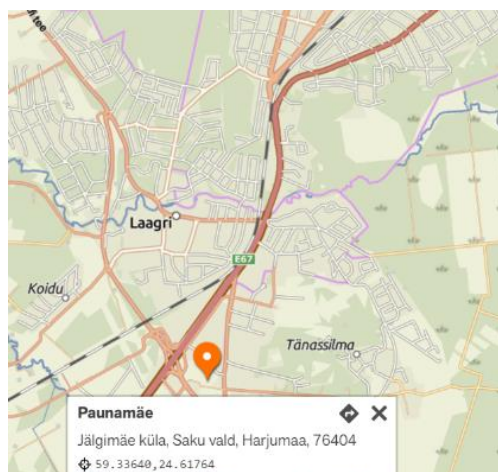 Laagri
E67
Koidu
Tänassilma
Paunamäe
Jälgimäe küla, Saku vald, Harjumaa, 76404
59.33640,24.61764